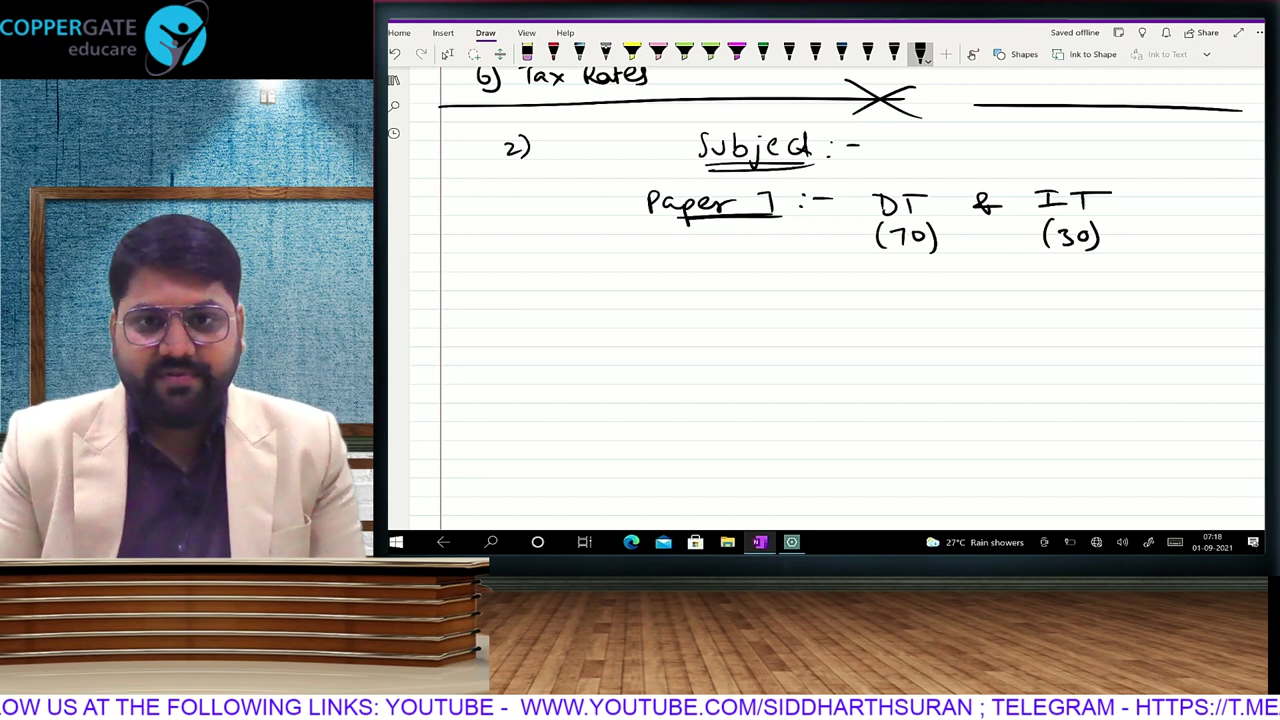 COPPERGATE
educare
Home Insert Draw View Help
Saved offline
Share
Shapes
Ink to Shape
Ink to Text
6) Tax Rates
2) Subject :-
Paper 7 :- DT & IT
(70) (30)
27°C Rain showers
07:18
01-09-2021
LOW US AT THE FOLLOWING LINKS: YOUTUBE - WWW.YOUTUBE.COM/SIDDHARTHSURAN ; TELEGRAM - HTTPS://T.ME